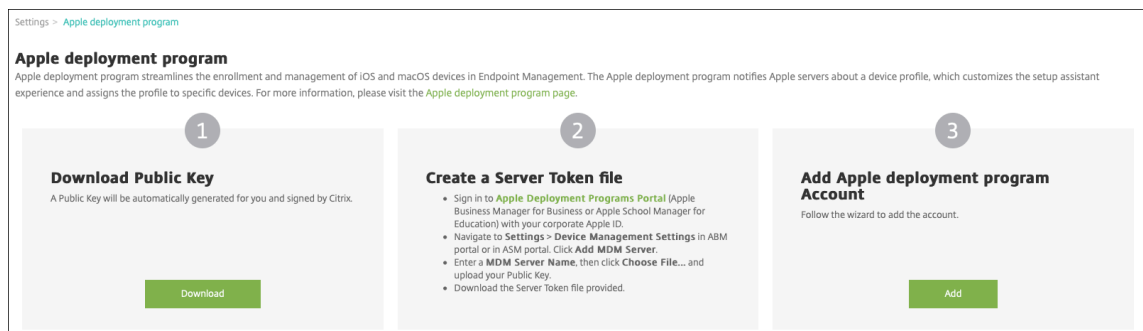 Settings > Apple deployment program
Apple deployment program
Apple deployment program streamlines the enrollment and management of iOS and macOS devices in Endpoint Management. The Apple deployment program notifies Apple servers about a device profile, which customizes the setup assistant
experience and assigns the profile to specific devices. For more information, please visit the Apple deployment program page.
1
Download Public Key
A Public Key will be automatically generated for you and signed by Citrix.
Download
2
Create a Server Token file
• Sign in to Apple Deployment Programs Portal (Apple
Business Manager for Business or Apple School Manager for
Education) with your corporate Apple ID.
• Navigate to Settings > Device Management Settings in ABM
portal or in ASM portal. Click Add MDM Server.
• Enter a MDM Server Name, then click Choose File... and
upload your Public Key.
• Download the Server Token file provided.
3
Add Apple deployment program
Account
Follow the wizard to add the account.
Add